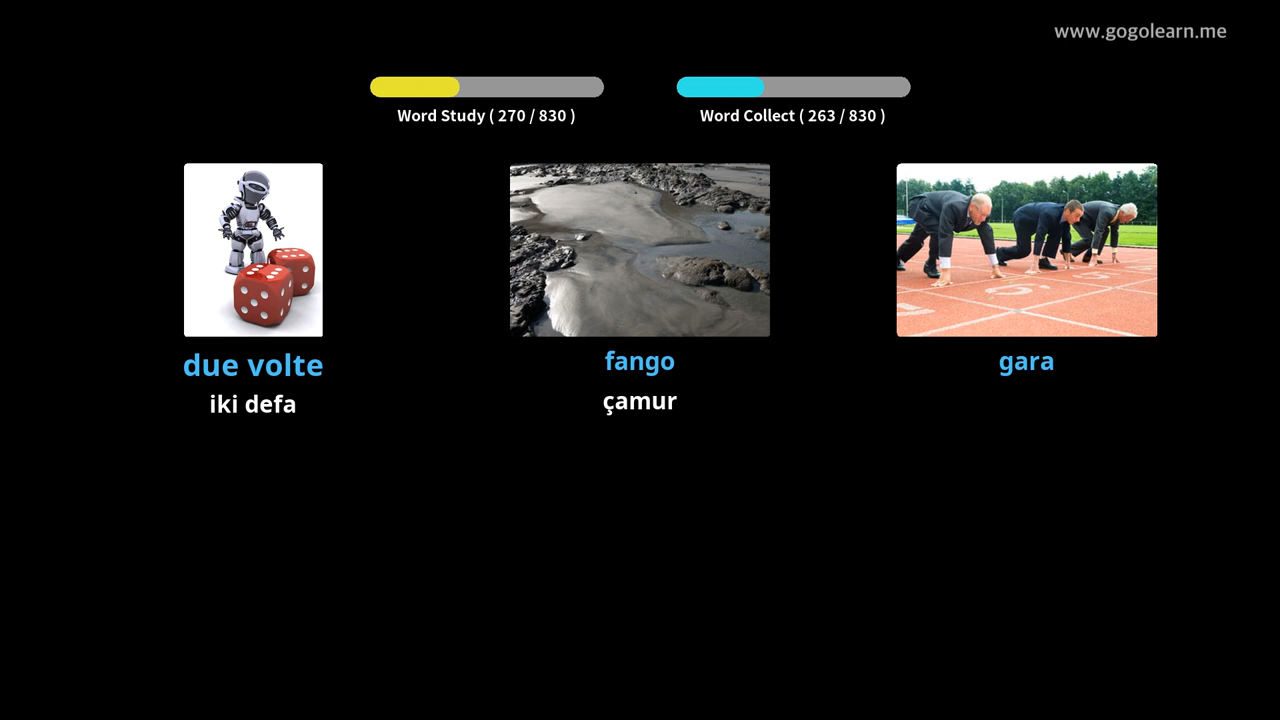 www.gogolearn.me
Word Study ( 270 / 830 )
Word Collect ( 263 / 830 )
due volte
iki defa
fango
çamur
gara